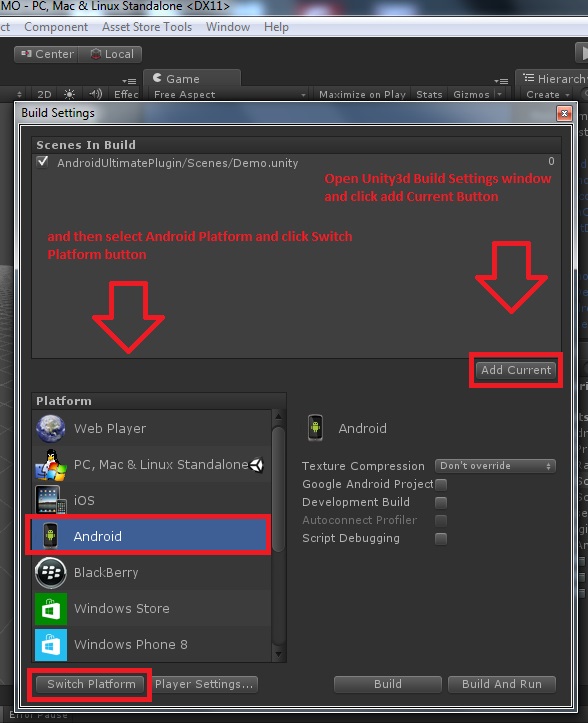 MO - PC, Mac & Linux Standalone <DX11>
ct Component Asset Store Tools Window Help
Center Local
Game
Hierarchy
2D Effec Free Aspect Maximize on Play Stats Gizmos Create
Build Settings
Scenes In Build
AndroidUltimatePlugin/Scenes/Demo.unity 0
Open Unity3d Build Settings window
and click add Current Button
and then select Android Platform and click Switch
Platform button
Add Current
Platform
Web Player
PC, Mac & Linux Standalone
iOS
Android
BlackBerry
Windows Store
Windows Phone 8
Android
Texture Compression Don't override
Google Android Project
Development Build
Autoconnect Profiler
Script Debugging
Switch Platform Player Settings... Build Build And Run
Error Pause